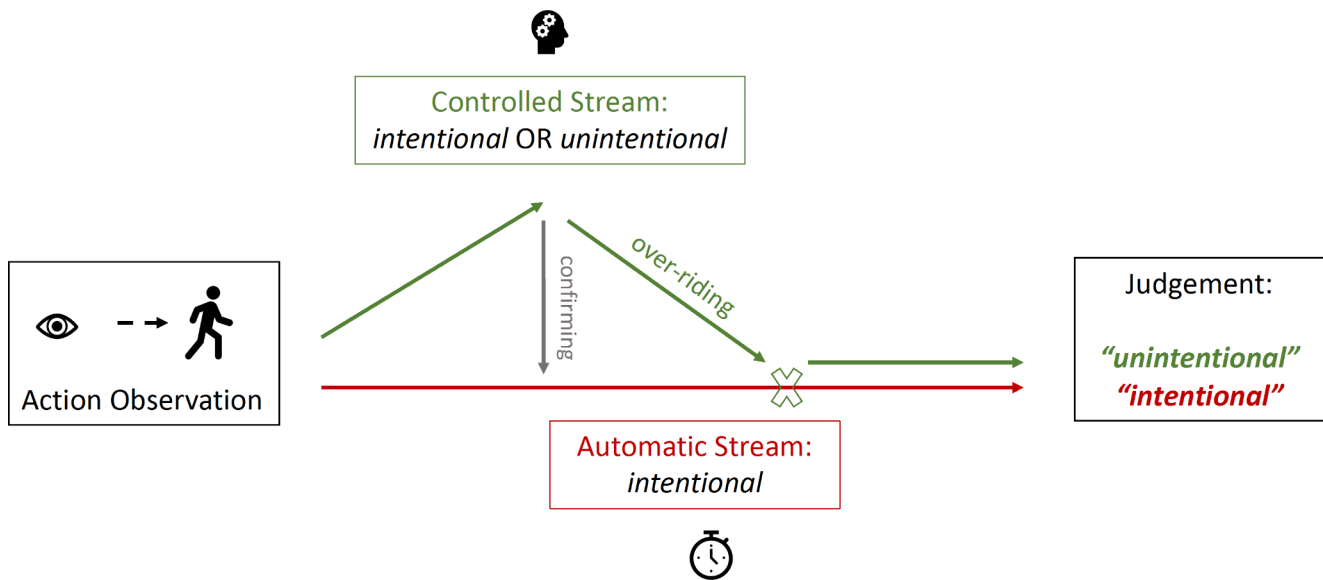 Controlled Stream:
intentional OR unintentional
over-riding
confirming
Action Observation
Judgement:
“unintentional”
“intentional”
Automatic Stream:
intentional